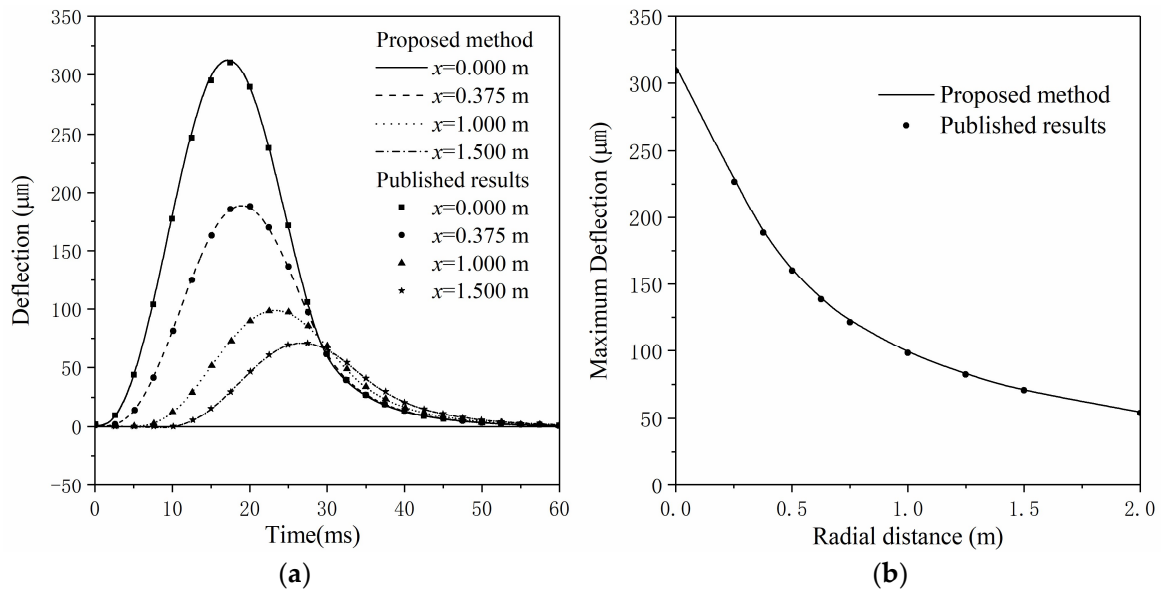 350
300
250
200
150
100
50
0
−50
Deflection (μm)
0 10 20 30 40 50 60
Time(ms)
Proposed method
x=0.000 m
x=0.375 m
x=1.000 m
x=1.500 m
Published results
x=0.000 m
x=0.375 m
x=1.000 m
x=1.500 m
(a)
350
300
250
200
150
100
50
0
Maximum Deflection (μm)
0.0 0.5 1.0 1.5 2.0
Radial distance (m)
Proposed method
Published results
(b)